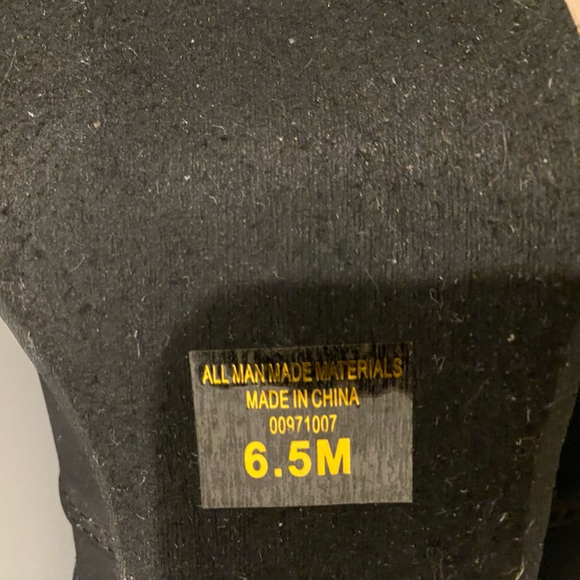 ALL MAN MADE MATERIALS
MADE IN CHINA
00971007
6.5M